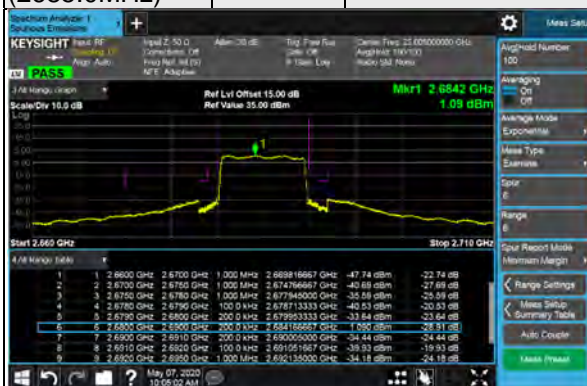 Spectrum Analyzer 1
Spurious Emissions
+
Meas Setup
KEYSIGHT Input: RF
Align: Auto
Input Z: 50 Ω
Corrections: Off
Freq Ref: Int (S)
NFE: Adaptive
Atten: 30 dB
Trig: Free Run
Gate: Off
IF Gain: Low
Center Freq: 25.005000000 GHz
Avg|Hold: 100/100
Radio Std: None
LXI PASS
3 All Range Graph
Scale/Div 10.0 dB
Log
Ref Lvl Offset 15.00 dB
Ref Value 35.00 dBm
Mkr1 2.6842 GHz
1.09 dBm
1
Start 2.660 GHz
Stop 2.710 GHz
4 All Range Table
1 1 2.6600 GHz 2.6700 GHz 1.000 MHz 2.669816667 GHz -47.74 dBm -22.74 dB
2 2 2.6700 GHz 2.6750 GHz 1.000 MHz 2.674766667 GHz -40.69 dBm -27.69 dB
3 3 2.6750 GHz 2.6780 GHz 1.000 MHz 2.677945000 GHz -35.59 dBm -25.59 dB
4 4 2.6780 GHz 2.6790 GHz 100.0 kHz 2.678713333 GHz -40.53 dBm -20.53 dB
5 5 2.6790 GHz 2.6800 GHz 200.0 kHz 2.679953333 GHz -33.64 dBm -23.64 dB
6 6 2.6800 GHz 2.6900 GHz 200.0 kHz 2.684166667 GHz 1.090 dBm -28.91 dB
7 7 2.6900 GHz 2.6910 GHz 200.0 kHz 2.690005000 GHz -34.44 dBm -24.44 dB
8 8 2.6910 GHz 2.6920 GHz 100.0 kHz 2.691051667 GHz -39.93 dBm -19.93 dB
9 9 2.6920 GHz 2.6950 GHz 1.000 MHz 2.692135000 GHz -34.18 dBm -24.18 dB
Avg|Hold Number
100
Averaging
On
Off
Average Mode
Exponential
Meas Type
Examine
Spur
6
Range
6
Spur Report Mode
Minimum Margin
Range Settings
Meas Setup
Summary Table
Auto Couple
Meas Preset
?
May 07, 2020
10:05:02 AM